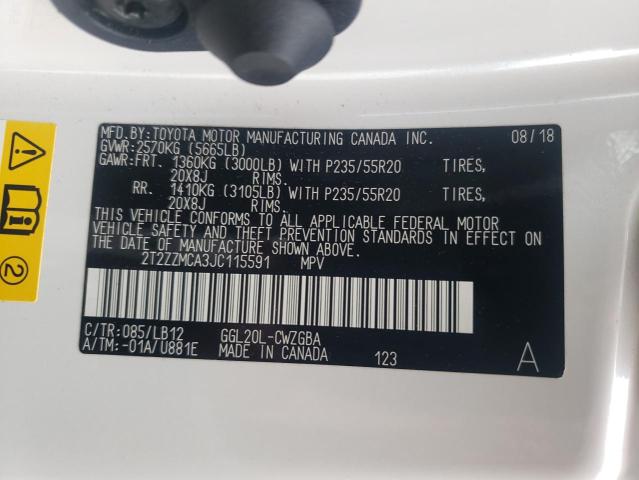 MFD. BY:TOYOTA MOTOR MANUFACTURING CANADA INC. 08/18
GVWR:2570KG (5665LB)
GAWR:FRT. 1360KG (3000LB) WITH P235/55R20 TIRES,
20X8J RIMS.
RR. 1410KG (3105LB) WITH P235/55R20 TIRES,
20X8J RIMS.
THIS VEHICLE CONFORMS TO ALL APPLICABLE FEDERAL MOTOR
VEHICLE SAFETY AND THEFT PREVENTION STANDARDS IN EFFECT ON
THE DATE OF MANUFACTURE SHOWN ABOVE.
2T2ZZMCA3JC115591 MPV
C/TR:085/LB12 GGL20L-CWZGBA
A/TM:-01A/U881E MADE IN CANADA 123 A
2